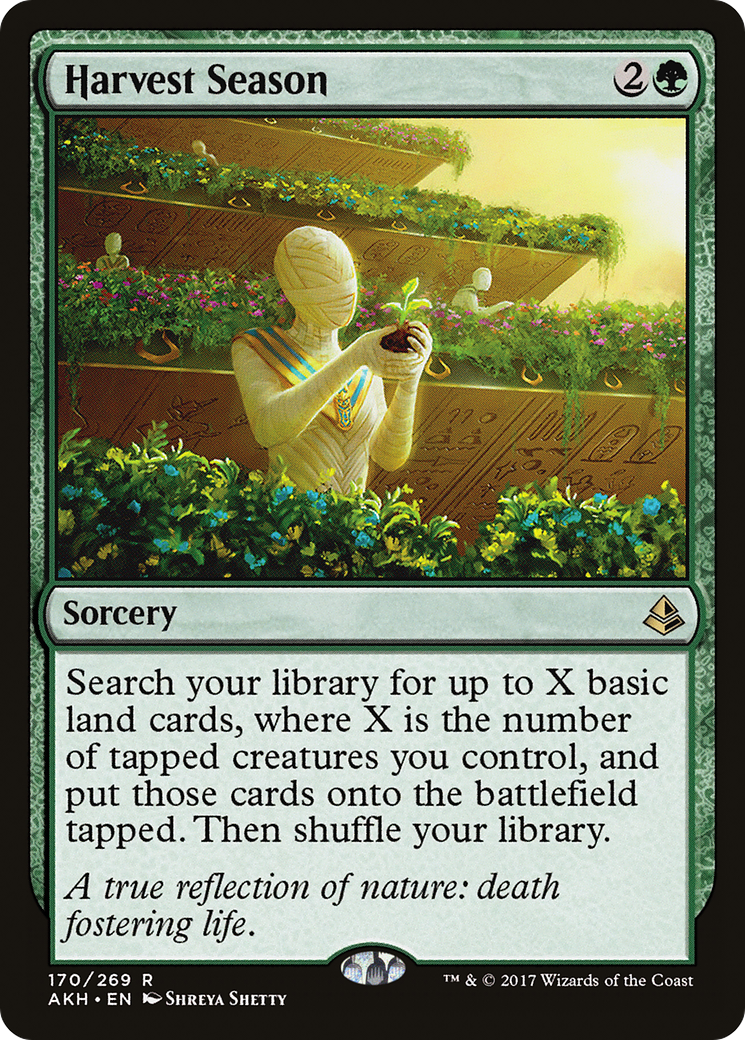 Harvest Season 2
Sorcery
Search your library for up to X basic
land cards, where X is the number
of tapped creatures you control, and
put those cards onto the battlefield
tapped. Then shuffle your library.
A true reflection of nature: death
fostering life.
170/269 R
™ & © 2017 Wizards of the Coast
AKH • EN Shreya Shetty